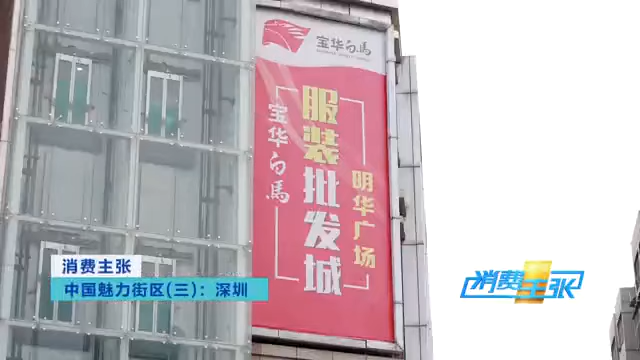 宝华白馬
宝华白馬
服装批发城
明华广场
消费主张
中国魅力街区(三)：深圳
消费主张